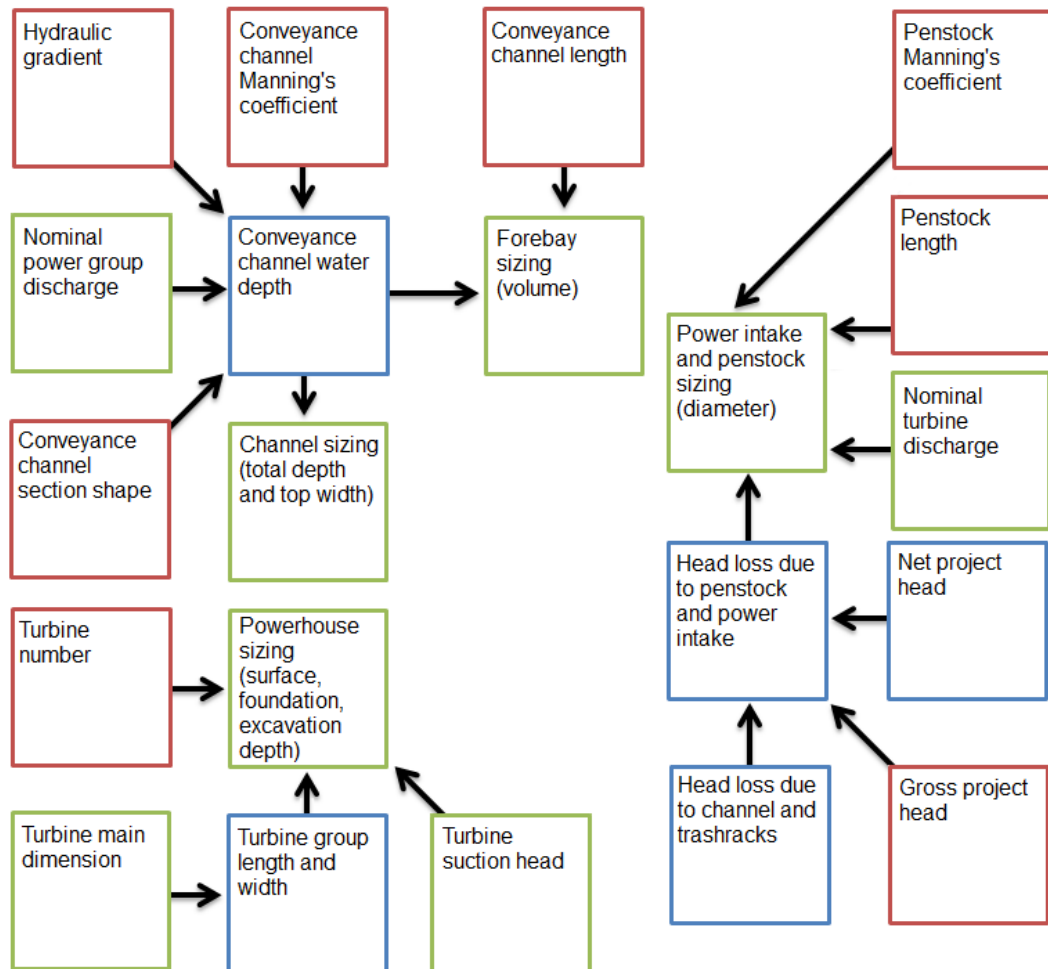 Hydraulic
gradient
Conveyance
channel
Manning's
coefficient
Conveyance
channel length
Penstock
Manning's
coefficient
Nominal
power group
discharge
Conveyance
channel water
depth
Forebay
sizing
(volume)
Penstock
length
Power intake
and penstock
sizing
(diameter)
Nominal
turbine
discharge
Conveyance
channel
section shape
Channel sizing
(total depth
and top width)
Head loss due
to penstock
and power
intake
Net project
head
Turbine
number
Powerhouse
sizing
(surface,
foundation,
excavation
depth)
Head loss due
to channel and
trashracks
Gross project
head
Turbine main
dimension
Turbine group
length and
width
Turbine
suction head